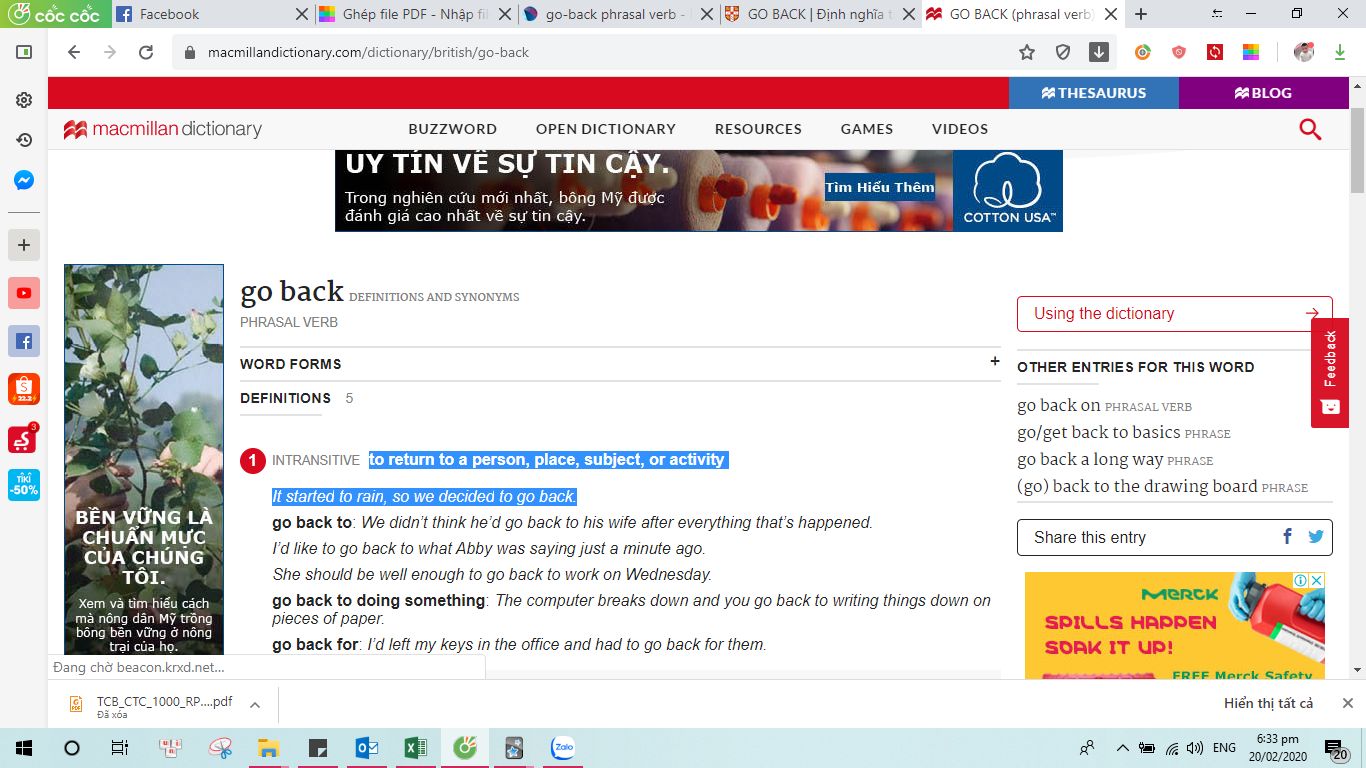 cốc cốc
Facebook
Ghép file PDF - Nhập fil
go-back phrasal verb -
GO BACK | Định nghĩa t
GO BACK (phrasal verb)
macmillandictionary.com/dictionary/british/go-back
THESAURUS
BLOG
macmillan dictionary
BUZZWORD
OPEN DICTIONARY
RESOURCES
GAMES
VIDEOS
UY TÍN VỀ SỰ TIN CẬY.
Trong nghiên cứu mới nhất, bông Mỹ được
đánh giá cao nhất về sự tin cậy.
Tìm Hiểu Thêm
COTTON USA™
22.2
3
TIKI
-50%
BỀN VỮNG LÀ
CHUẨN MỰC
CỦA CHÚNG
TÔI.
Xem và tìm hiểu cách
mà nông dân Mỹ trồng
bông bền vững ở nông
trại của họ.
go back DEFINITIONS AND SYNONYMS
PHRASAL VERB
WORD FORMS +
DEFINITIONS 5
1 INTRANSITIVE to return to a person, place, subject, or activity
It started to rain, so we decided to go back.
go back to: We didn't think he'd go back to his wife after everything that's happened.
I'd like to go back to what Abby was saying just a minute ago.
She should be well enough to go back to work on Wednesday.
go back to doing something: The computer breaks down and you go back to writing things down on
pieces of paper.
go back for: I'd left my keys in the office and had to go back for them.
Using the dictionary
Feedback
OTHER ENTRIES FOR THIS WORD
go back on PHRASAL VERB
go/get back to basics PHRASE
go back a long way PHRASE
(go) back to the drawing board PHRASE
Share this entry
MERCK
SPILLS HAPPEN
SOAK IT UP!
FREE Merck Safety
Đang chờ beacon.krxd.net...
TCB_CTC_1000_RP....pdf
Đã xóa
Hiển thị tất cả
Zalo
ENG
6:33 pm
20/02/2020
20